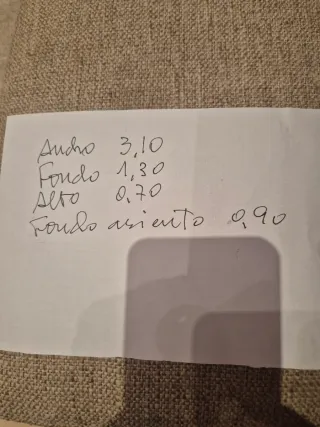 Ancho 3,10
Fondo 1,30
Alto 0,70
Fondo asiento 0,90